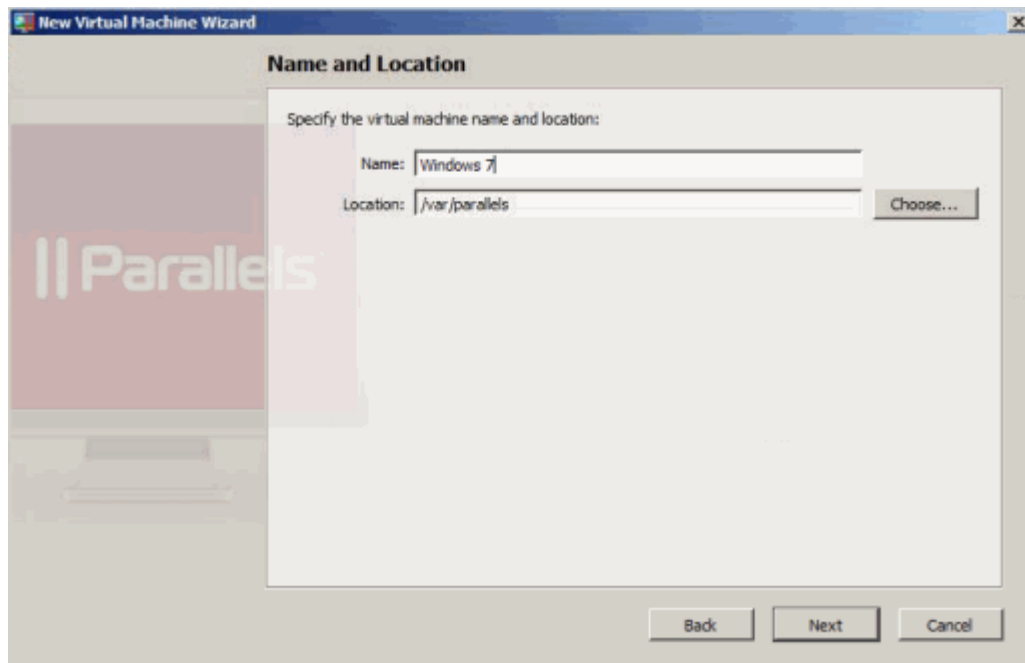 New Virtual Machine Wizard
Name and Location
Specify the virtual machine name and location:
Name: Windows 7
Location: /var/parallels Choose...
|| Parallels
Back Next Cancel